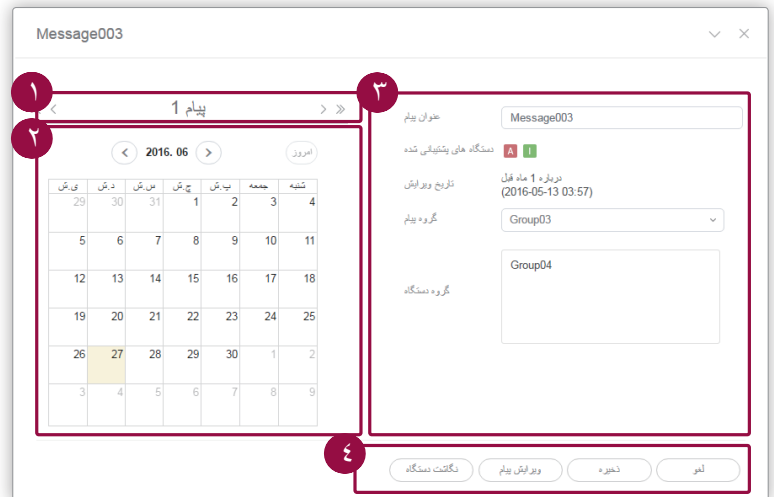 Message003
١
پیام 1
٢
2016. 06
امروز
ی.ش د.ش س.ش چ.ش پ.ش جمعه شنبه
29 30 31 1 2 3 4
5 6 7 8 9 10 11
12 13 14 15 16 17 18
19 20 21 22 23 24 25
26 27 28 29 30 1 2
3 4 5 6 7 8 9
٣
عنوان پیام
Message003
دستگاه های پشتیبانی شده
A I
تاریخ ویرایش
درباره 1 ماه قبل
(2016-05-13 03:57)
گروه پیام
Group03
گروه دستگاه
Group04
٤
نگاشت دستگاه
ویرایش پیام
ذخیره
لغو